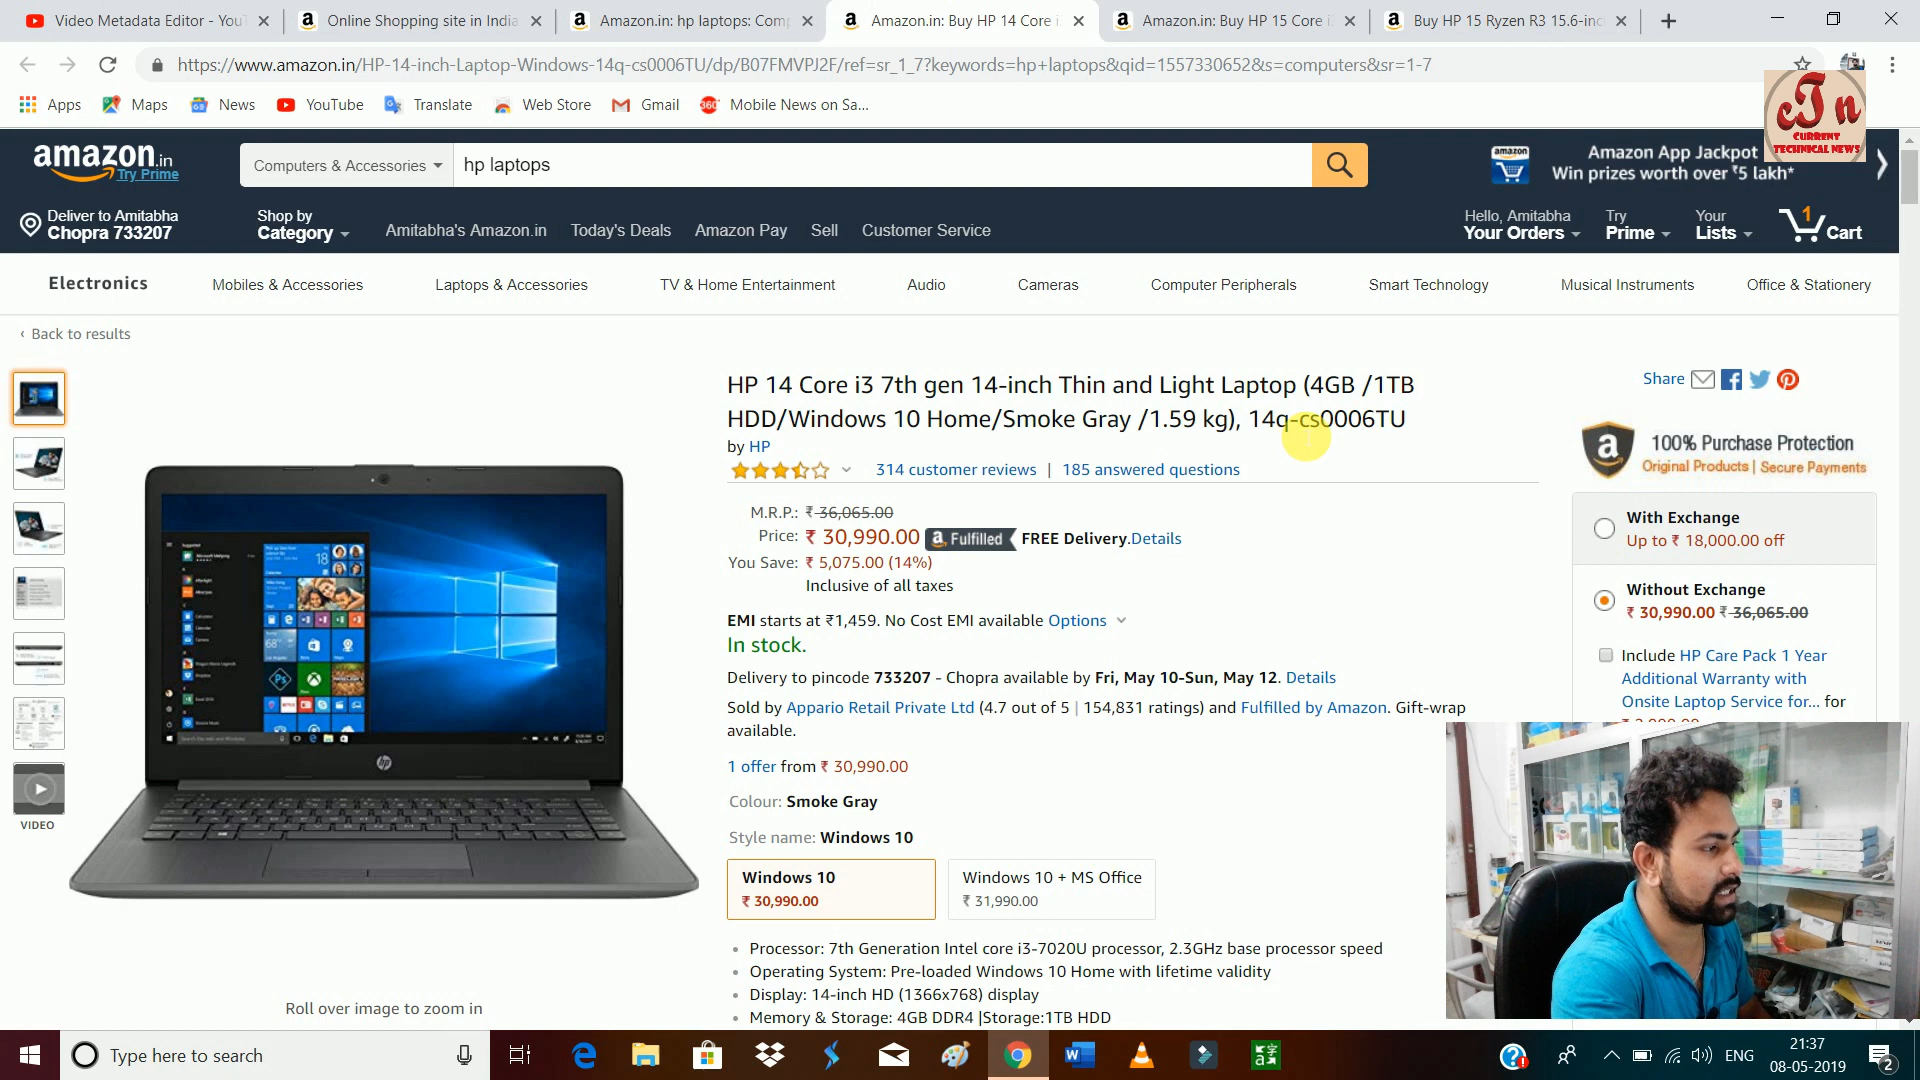 Video Metadata Editor - You
Online Shopping site in India
Amazon.in: hp laptops: Comp
Amazon.in: Buy HP 14 Core i
Amazon.in: Buy HP 15 Core i
Buy HP 15 Ryzen R3 15.6-inc
https://www.amazon.in/HP-14-inch-Laptop-Windows-14q-cs0006TU/dp/B07FMVPJ2F/ref=sr_1_7?keywords=hp+laptops&qid=1557330652&s=computers&sr=1-7
Apps
Maps
News
YouTube
Translate
Web Store
Gmail
Mobile News on Sa...
cTn
CURRENT
TECHNICAL NEWS
amazon.in
Try Prime
Computers & Accessories
hp laptops
amazon
Amazon App Jackpot
Win prizes worth over ₹5 lakh*
Deliver to Amitabha
Chopra 733207
Shop by
Category
Amitabha's Amazon.in
Today's Deals
Amazon Pay
Sell
Customer Service
Hello, Amitabha
Your Orders
Try
Prime
Your
Lists
1
Cart
Electronics
Mobiles & Accessories
Laptops & Accessories
TV & Home Entertainment
Audio
Cameras
Computer Peripherals
Smart Technology
Musical Instruments
Office & Stationery
‹ Back to results
HP 14 Core i3 7th gen 14-inch Thin and Light Laptop (4GB /1TB
HDD/Windows 10 Home/Smoke Gray /1.59 kg), 14q-cs0006TU
by HP
314 customer reviews | 185 answered questions
M.R.P.: ₹ 36,065.00
Price: ₹ 30,990.00 a Fulfilled FREE Delivery.Details
You Save: ₹ 5,075.00 (14%)
Inclusive of all taxes
EMI starts at ₹1,459. No Cost EMI available Options
In stock.
Delivery to pincode 733207 - Chopra available by Fri, May 10-Sun, May 12. Details
Sold by Appario Retail Private Ltd (4.7 out of 5 | 154,831 ratings) and Fulfilled by Amazon. Gift-wrap
available.
1 offer from ₹ 30,990.00
Colour: Smoke Gray
Style name: Windows 10
Windows 10
₹ 30,990.00
Windows 10 + MS Office
₹ 31,990.00
• Processor: 7th Generation Intel core i3-7020U processor, 2.3GHz base processor speed
• Operating System: Pre-loaded Windows 10 Home with lifetime validity
• Display: 14-inch HD (1366x768) display
• Memory & Storage: 4GB DDR4 |Storage:1TB HDD
VIDEO
hp
Roll over image to zoom in
Share
100% Purchase Protection
Original Products | Secure Payments
With Exchange
Up to ₹ 18,000.00 off
Without Exchange
₹ 30,990.00 ₹ 36,065.00
Include HP Care Pack 1 Year
Additional Warranty with
Onsite Laptop Service for... for
Type here to search
ENG
21:37
08-05-2019
2